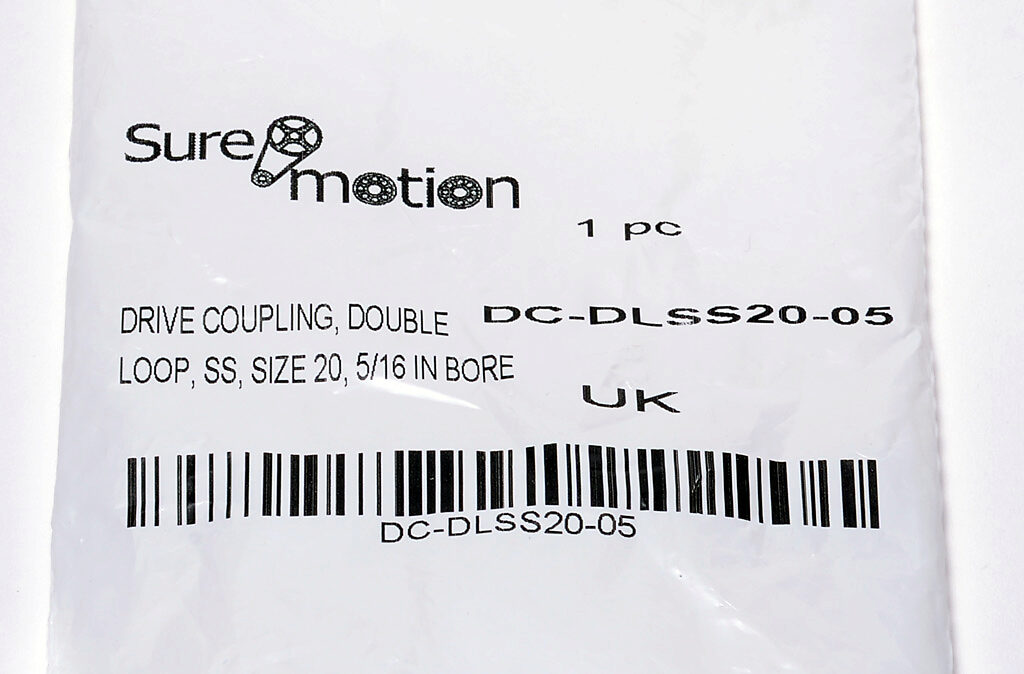 Sure
motion
1 pc
DRIVE COUPLING, DOUBLE
LOOP, SS, SIZE 20, 5/16 IN BORE
DC-DLSS20-05
UK
DC-DLSS20-05